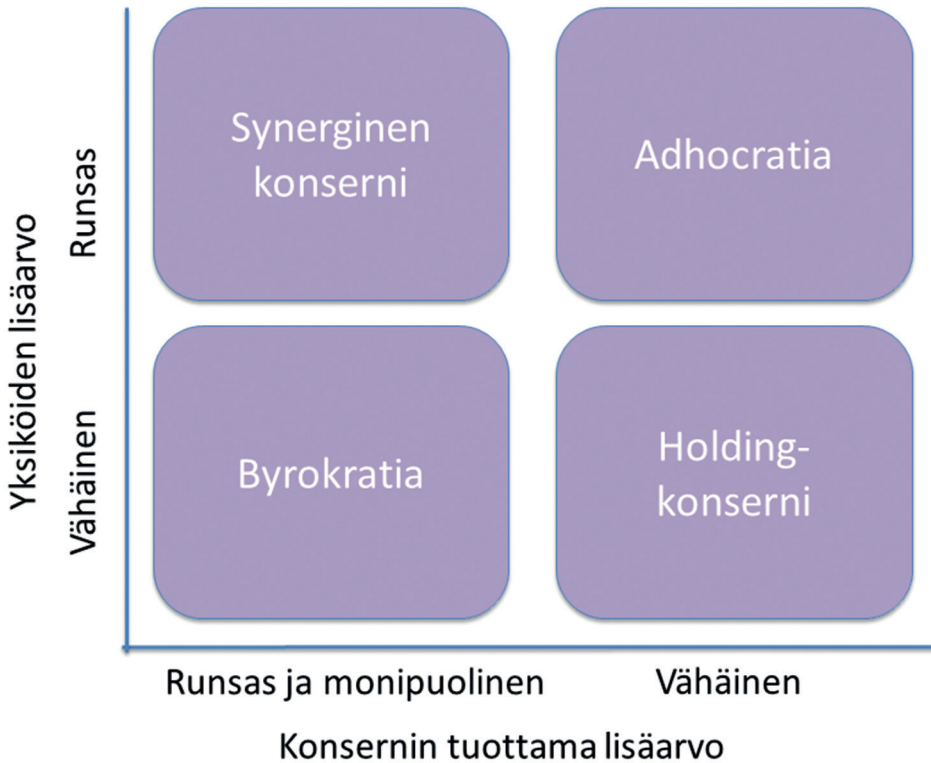 Yksiköiden lisäarvo
Runsas
Vähäinen
Synerginen
konserni
Adhocratia
Byrokratia
Holding-
konserni
Runsas ja monipuolinen
Vähäinen
Konsernin tuottama lisäarvo